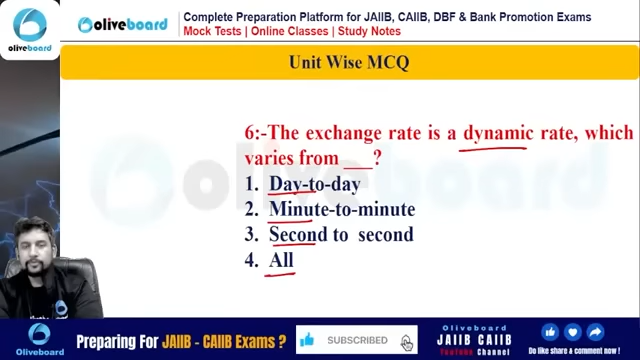 oliveboard
oliveboard
Complete Preparation Platform for JAIIB, CAIIB, DBF & Bank Promotion Exams
Mock Tests | Online Classes | Study Notes
Unit Wise MCQ
oliveboard
6:-The exchange rate is a dynamic rate, which
varies from ___?
1. Day-to-day
2. Minute-to-minute
3. Second to second
4. All
Oliveboard
Preparing For JAIIB - CAIIB Exams ?
SUBSCRIBED
Oliveboard
JAIIB CAIIB
YouTube Channel
Do like share & comment now !